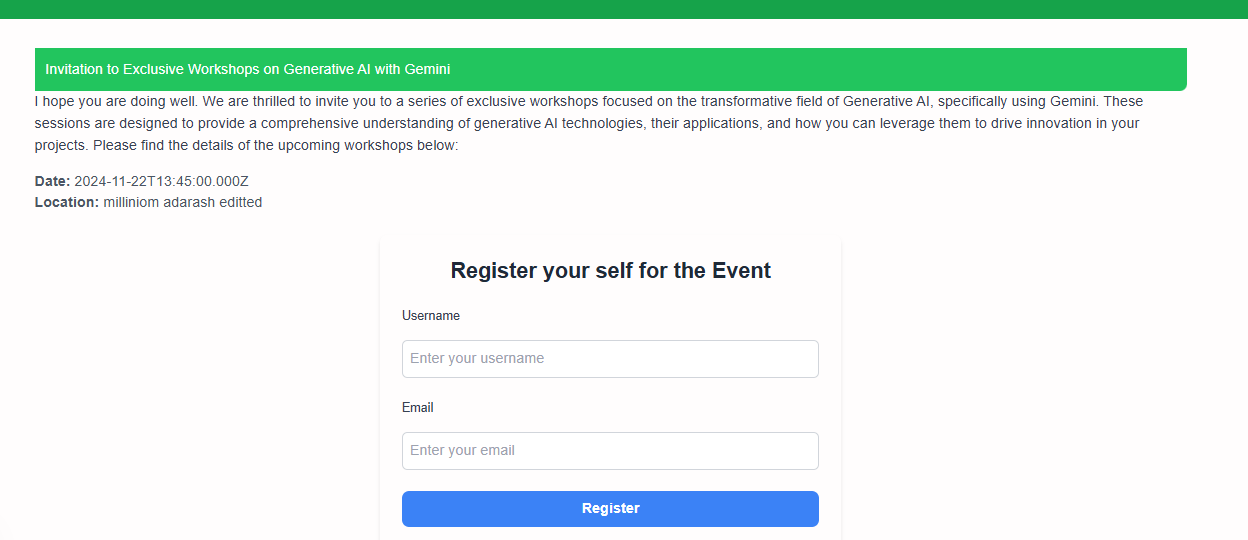 Invitation to Exclusive Workshops on Generative AI with Gemini
I hope you are doing well. We are thrilled to invite you to a series of exclusive workshops focused on the transformative field of Generative AI, specifically using Gemini. These
sessions are designed to provide a comprehensive understanding of generative AI technologies, their applications, and how you can leverage them to drive innovation in your
projects. Please find the details of the upcoming workshops below:
Date: 2024-11-22T13:45:00.000Z
Location: milliniom adarash editted
Register your self for the Event
Username
Enter your username
Email
Enter your email
Register